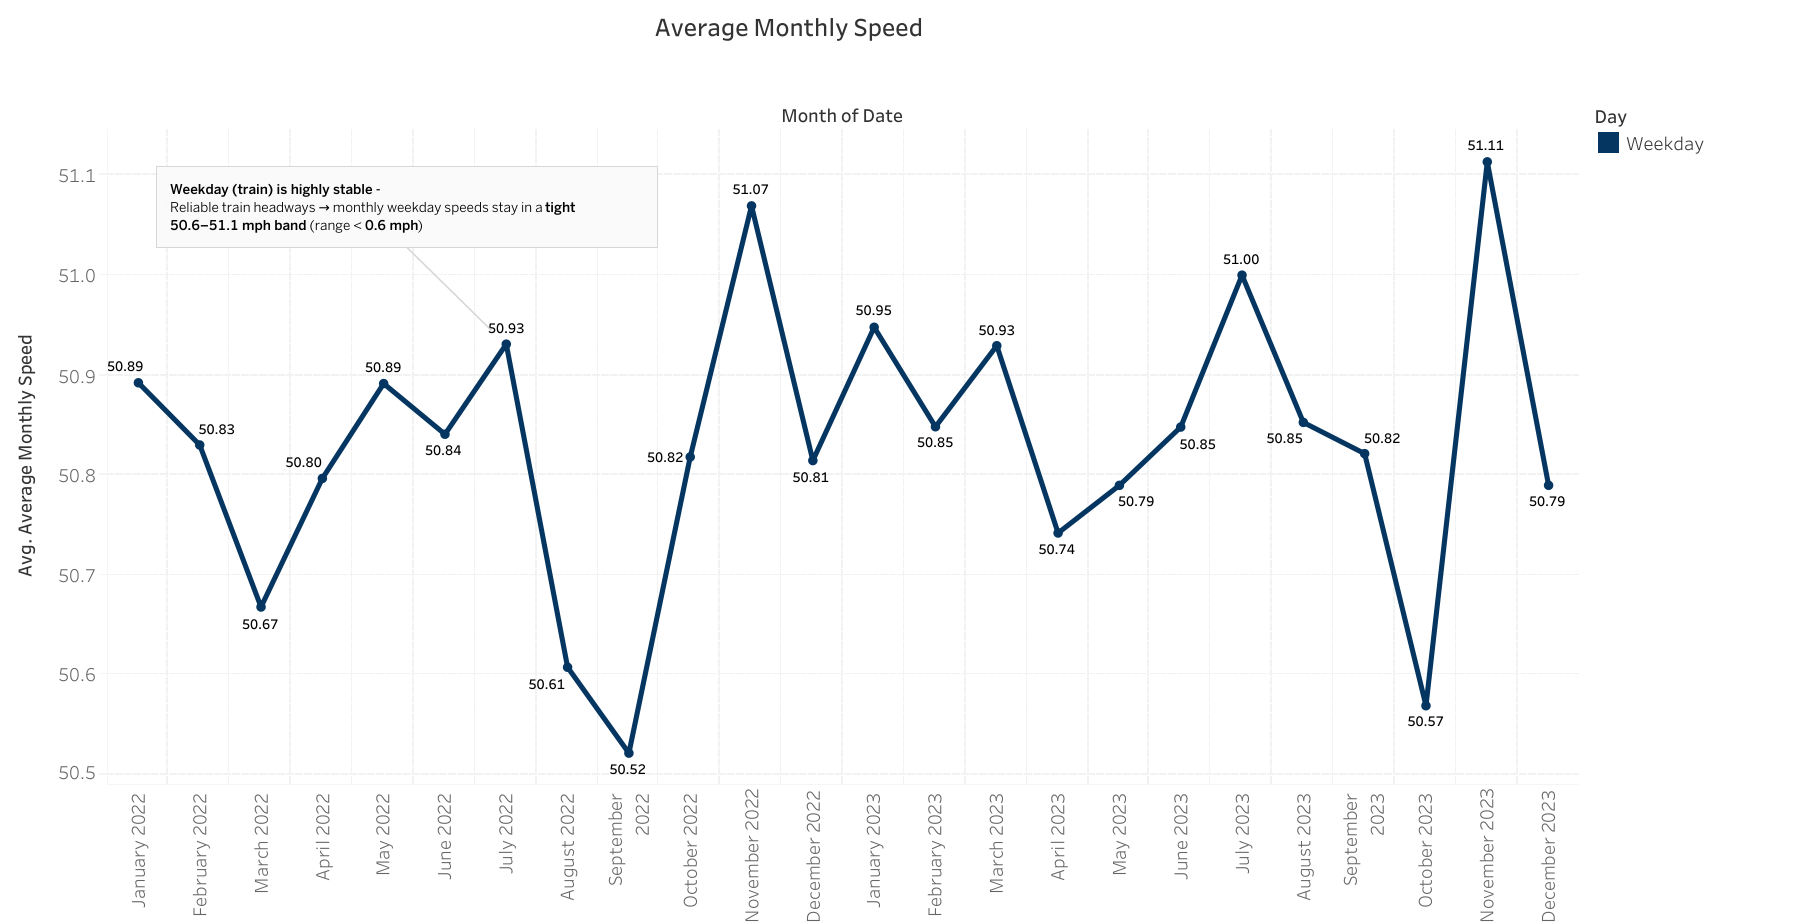 Average Monthly Speed
Month of Date
Day
Weekday
Weekday (train) is highly stable -
Reliable train headways → monthly weekday speeds stay in a tight
50.6–51.1 mph band (range < 0.6 mph)
Avg. Average Monthly Speed
51.1
51.0
50.9
50.8
50.7
50.6
50.5
50.89
50.83
50.67
50.80
50.89
50.84
50.93
50.61
50.52
50.82
51.07
50.81
50.95
50.85
50.93
50.74
50.79
50.85
51.00
50.85
50.82
50.57
51.11
50.79
January 2022
February 2022
March 2022
April 2022
May 2022
June 2022
July 2022
August 2022
September
2022
October 2022
November 2022
December 2022
January 2023
February 2023
March 2023
April 2023
May 2023
June 2023
July 2023
August 2023
September
2023
October 2023
November 2023
December 2023